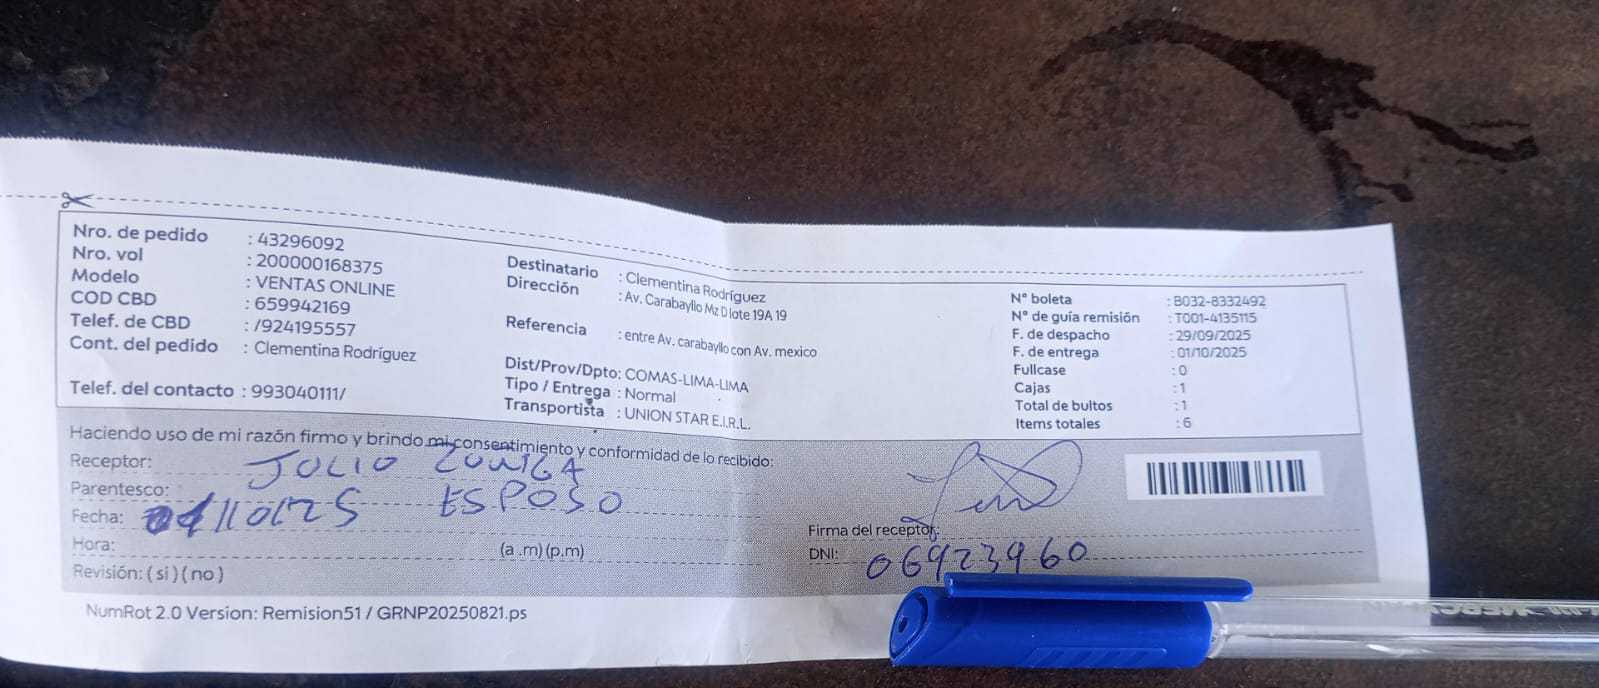 Nro. de pedido : 43296092
Nro. vol : 200000168375
Modelo : VENTAS ONLINE
COD CBD : 659942169
Telef. de CBD : /924195557
Cont. del pedido : Clementina Rodríguez
Telef. del contacto : 993040111/
Destinatario : Clementina Rodríguez
Dirección : Av. Carabayllo Mz D lote 19A 19
Referencia : entre Av. carabayllo con Av. mexico
Dist/Prov/Dpto: COMAS-LIMA-LIMA
Tipo / Entrega : Normal
Transportista : UNION STAR E.I.R.L.
N° boleta : B032-8332492
N° de guía remisión : T001-4135115
F. de despacho : 29/09/2025
F. de entrega : 01/10/2025
Fullcase : 0
Cajas : 1
Total de bultos : 1
Items totales : 6
Haciendo uso de mi razón firmo y brindo mi consentimiento y conformidad de lo recibido:
Receptor: JULIO ZUÑIGA
Parentesco: ESPOSO
Fecha: 01/10/25
Hora: (a .m) (p.m)
Revisión: ( si ) ( no )
Firma del receptor:
DNI: 06923960
NumRot 2.0 Version: Remision51 / GRNP20250821.ps